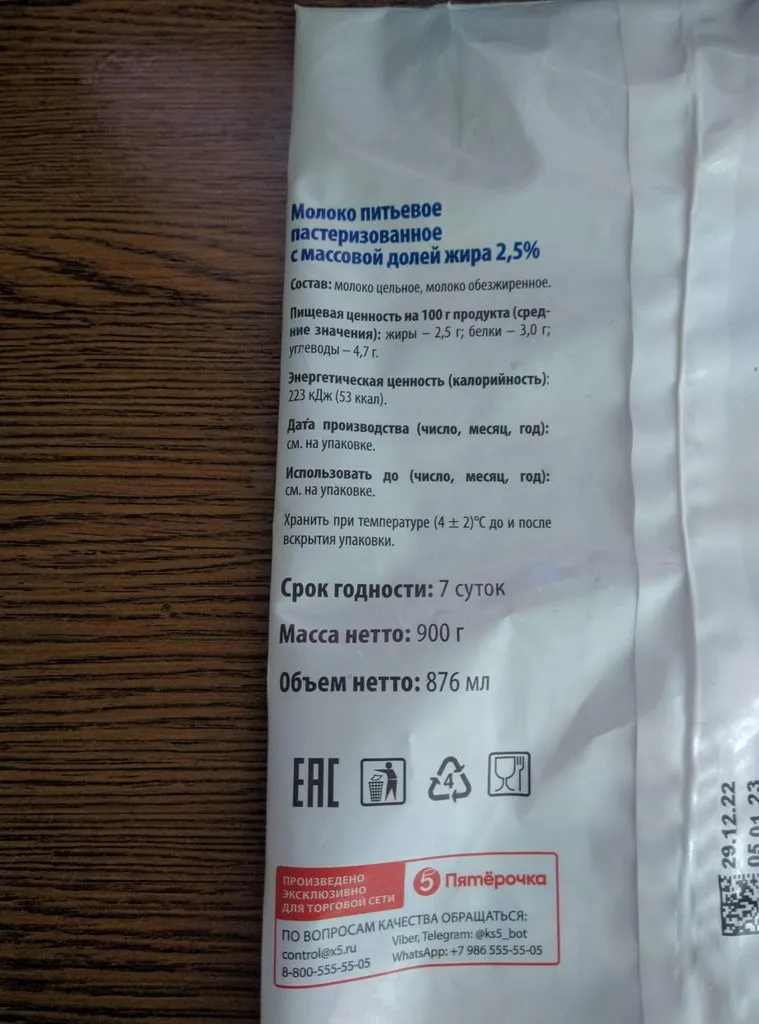 Молоко питьевое
пастеризованное
с массовой долей жира 2,5%
Состав: молоко цельное, молоко обезжиренное.
Пищевая ценность на 100 г продукта (сред-
ние значения): жиры – 2,5 г; белки – 3,0 г;
углеводы – 4,7 г.
Энергетическая ценность (калорийность):
223 кДж (53 ккал).
Дата производства (число, месяц, год):
см. на упаковке.
Использовать до (число, месяц, год):
см. на упаковке.
Хранить при температуре (4 ± 2)°С до и после
вскрытия упаковки.
Срок годности: 7 суток
Масса нетто: 900 г
Объем нетто: 876 мл
ЕАС
4
29.12.22
05.01.23
ПРОИЗВЕДЕНО
ЭКСКЛЮЗИВНО
ДЛЯ ТОРГОВОЙ СЕТИ
5 Пятёрочка
ПО ВОПРОСАМ КАЧЕСТВА ОБРАЩАТЬСЯ:
control@x5.ru
8-800-555-55-05
Viber, Telegram: @ks5_bot
WhatsApp: +7 986 555-55-05